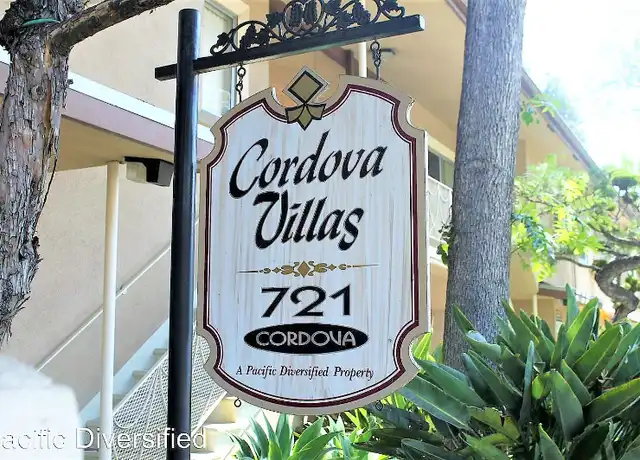 Cordova
Villas
721
CORDOVA
A Pacific Diversified Property
acific Diversified